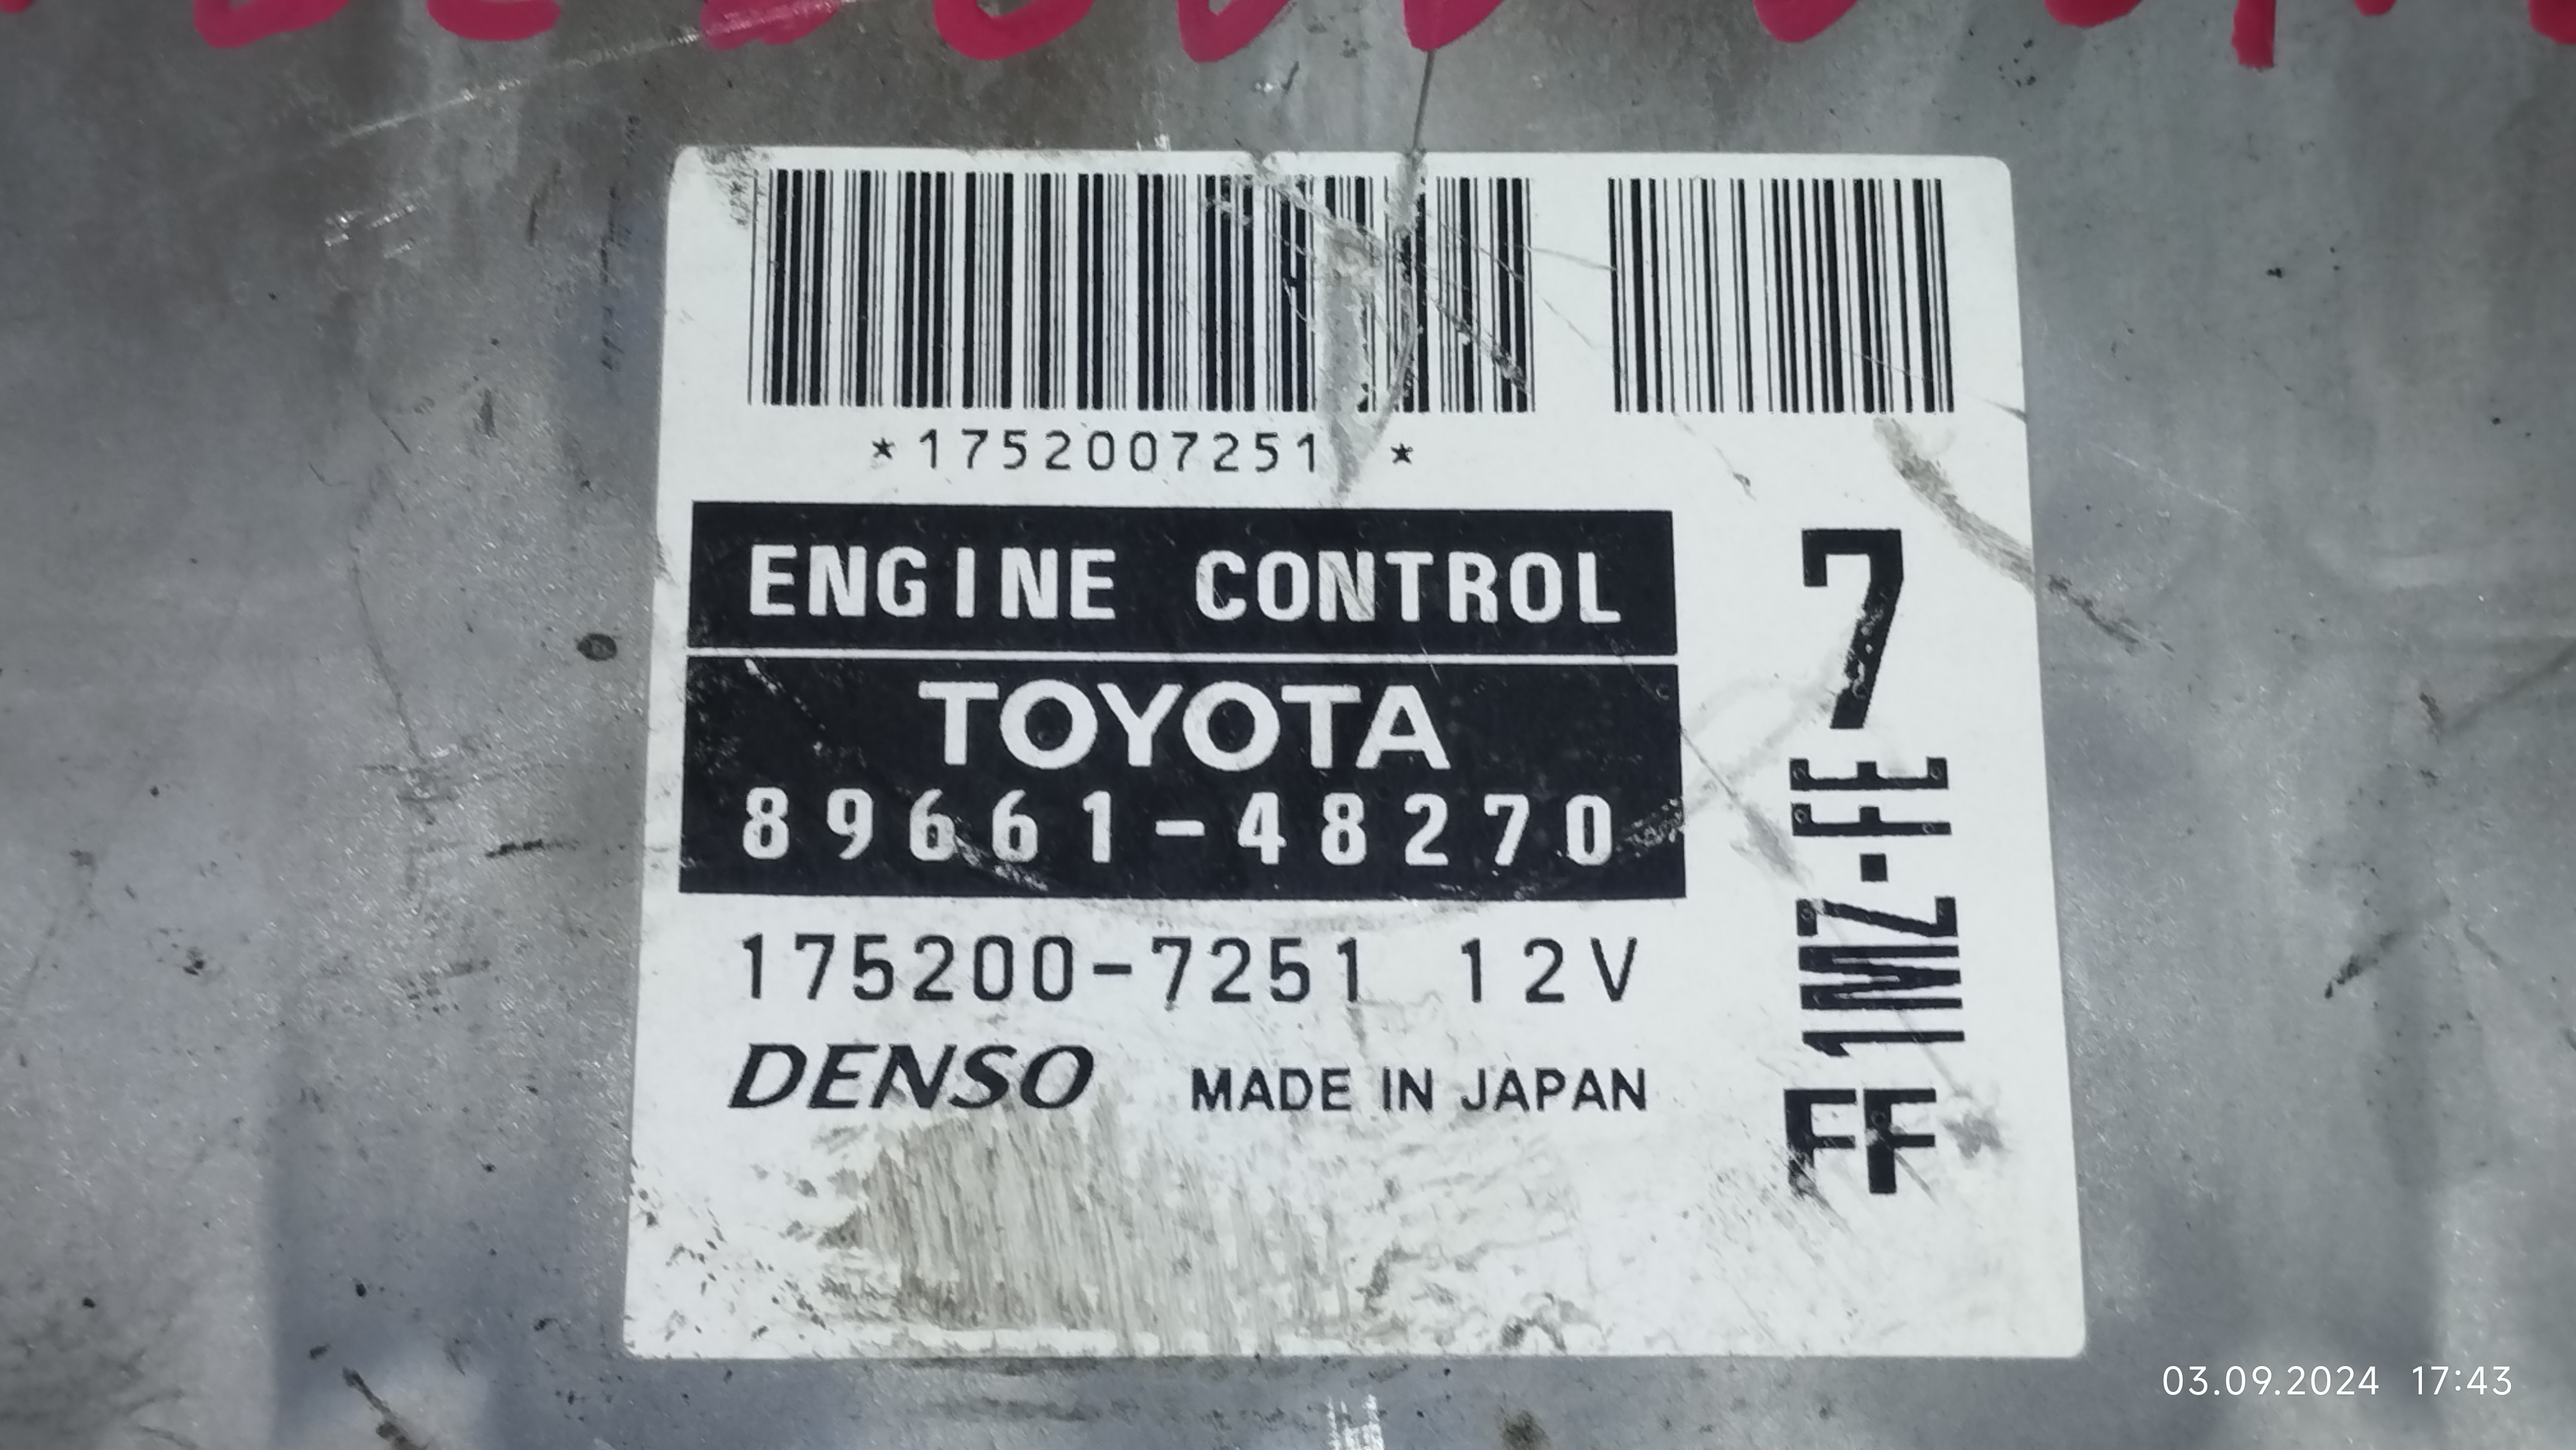 *1752007251 *
ENGINE CONTROL
TOYOTA
89661-48270
175200-7251 12V
DENSO MADE IN JAPAN
FF 1MZ-FE 7
03.09.2024 17:43